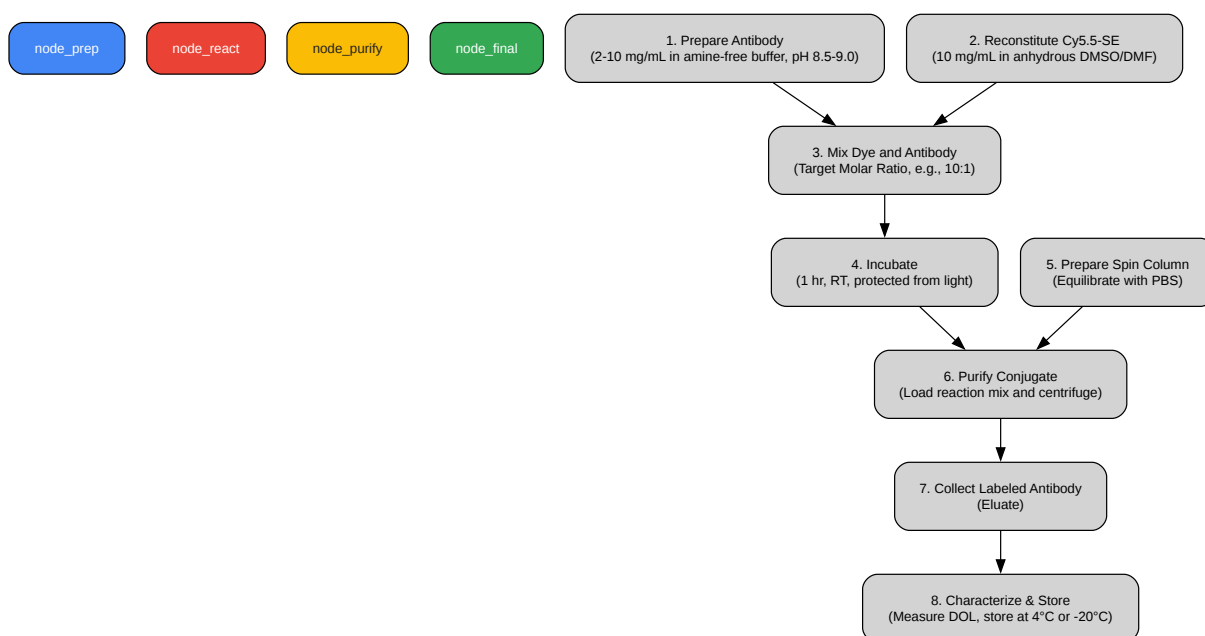 node_prep
node_react
node_purify
node_final
1. Prepare Antibody
(2-10 mg/mL in amine-free buffer, pH 8.5-9.0)
2. Reconstitute Cy5.5-SE
(10 mg/mL in anhydrous DMSO/DMF)
3. Mix Dye and Antibody
(Target Molar Ratio, e.g., 10:1)
4. Incubate
(1 hr, RT, protected from light)
5. Prepare Spin Column
(Equilibrate with PBS)
6. Purify Conjugate
(Load reaction mix and centrifuge)
7. Collect Labeled Antibody
(Eluate)
8. Characterize & Store
(Measure DOL, store at 4°C or -20°C)